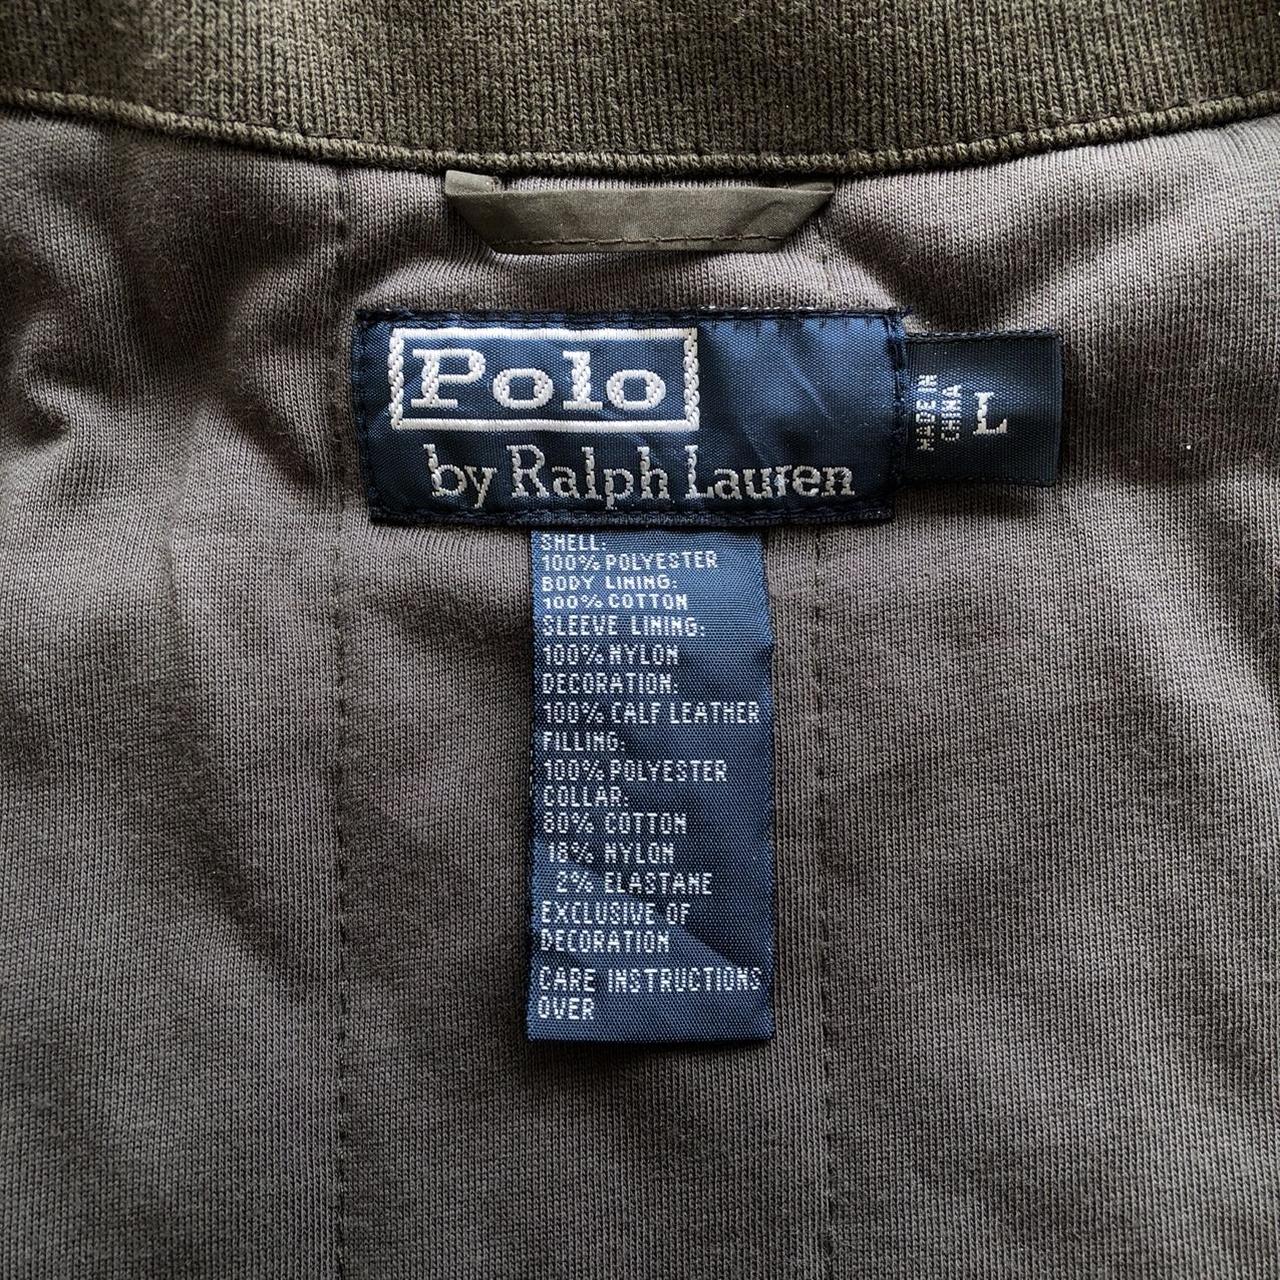 Polo
by Ralph Lauren
MADE IN
CHINA
L
SHELL:
100% POLYESTER
BODY LINING:
100% COTTON
SLEEVE LINING:
100% NYLON
DECORATION:
100% CALF LEATHER
FILLING:
100% POLYESTER
COLLAR:
80% COTTON
18% NYLON
2% ELASTANE
EXCLUSIVE OF
DECORATION
CARE INSTRUCTIONS
OVER